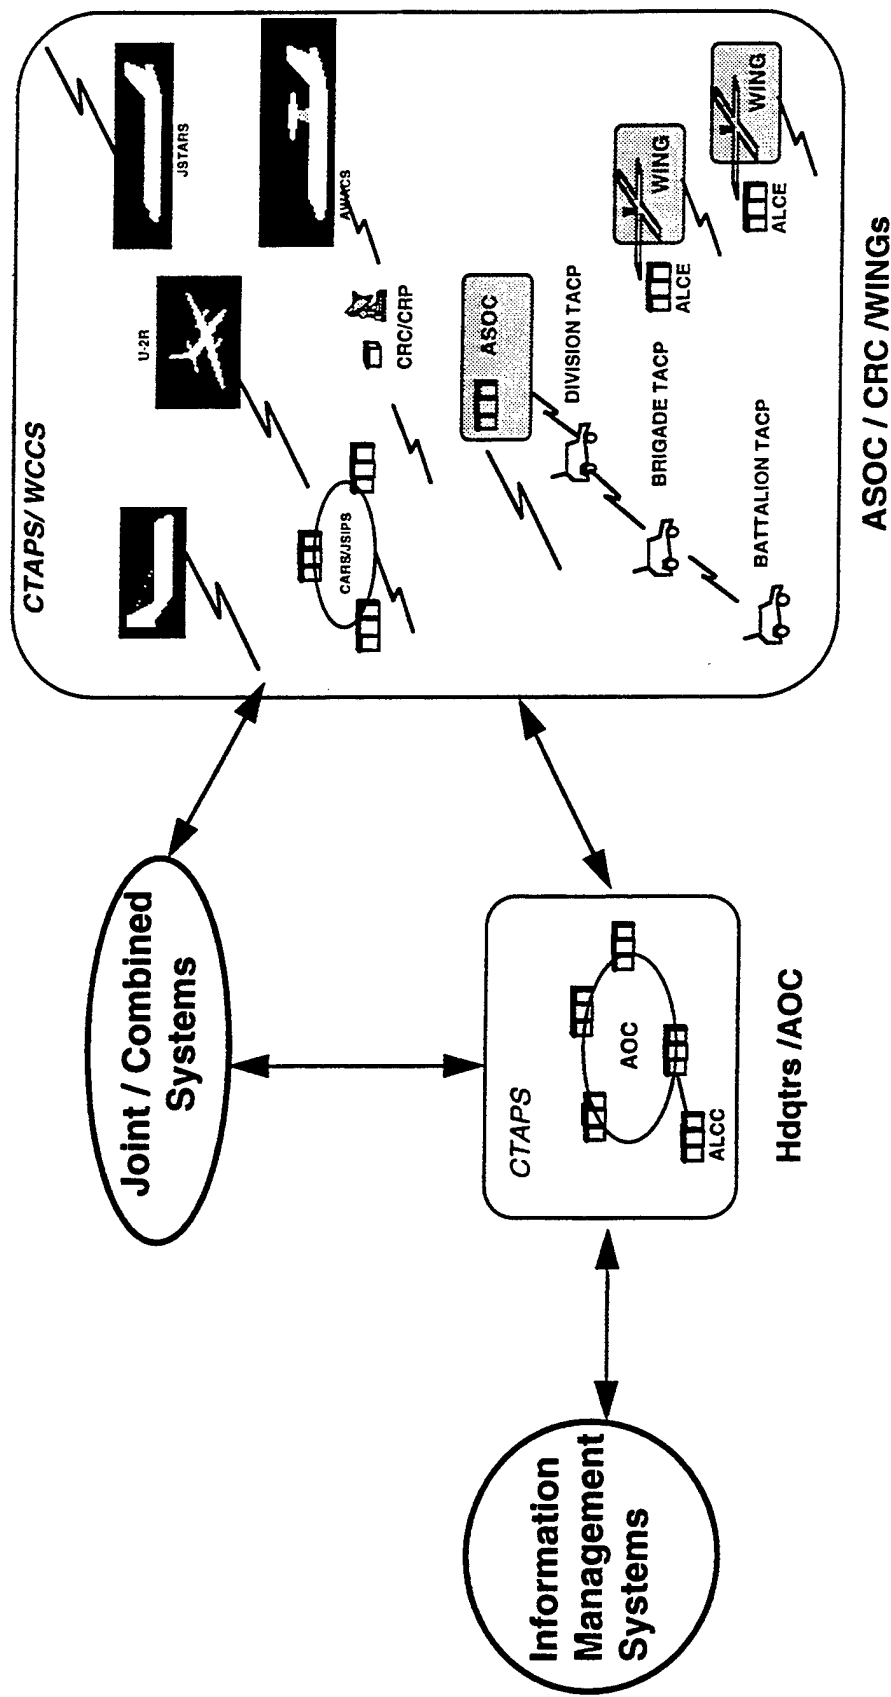 Information
Management
Systems
Joint / Combined
Systems
CTAPS
AOC
ALCC
Hdqtrs /AOC
CTAPS/ WCCS
U-2R
JSTARS
AWACS
CARS/JSIPS
CRC/CRP
ASOC
DIVISION TACP
BRIGADE TACP
BATTALION TACP
WING
ALCE
WING
ALCE
ASOC / CRC /WINGs